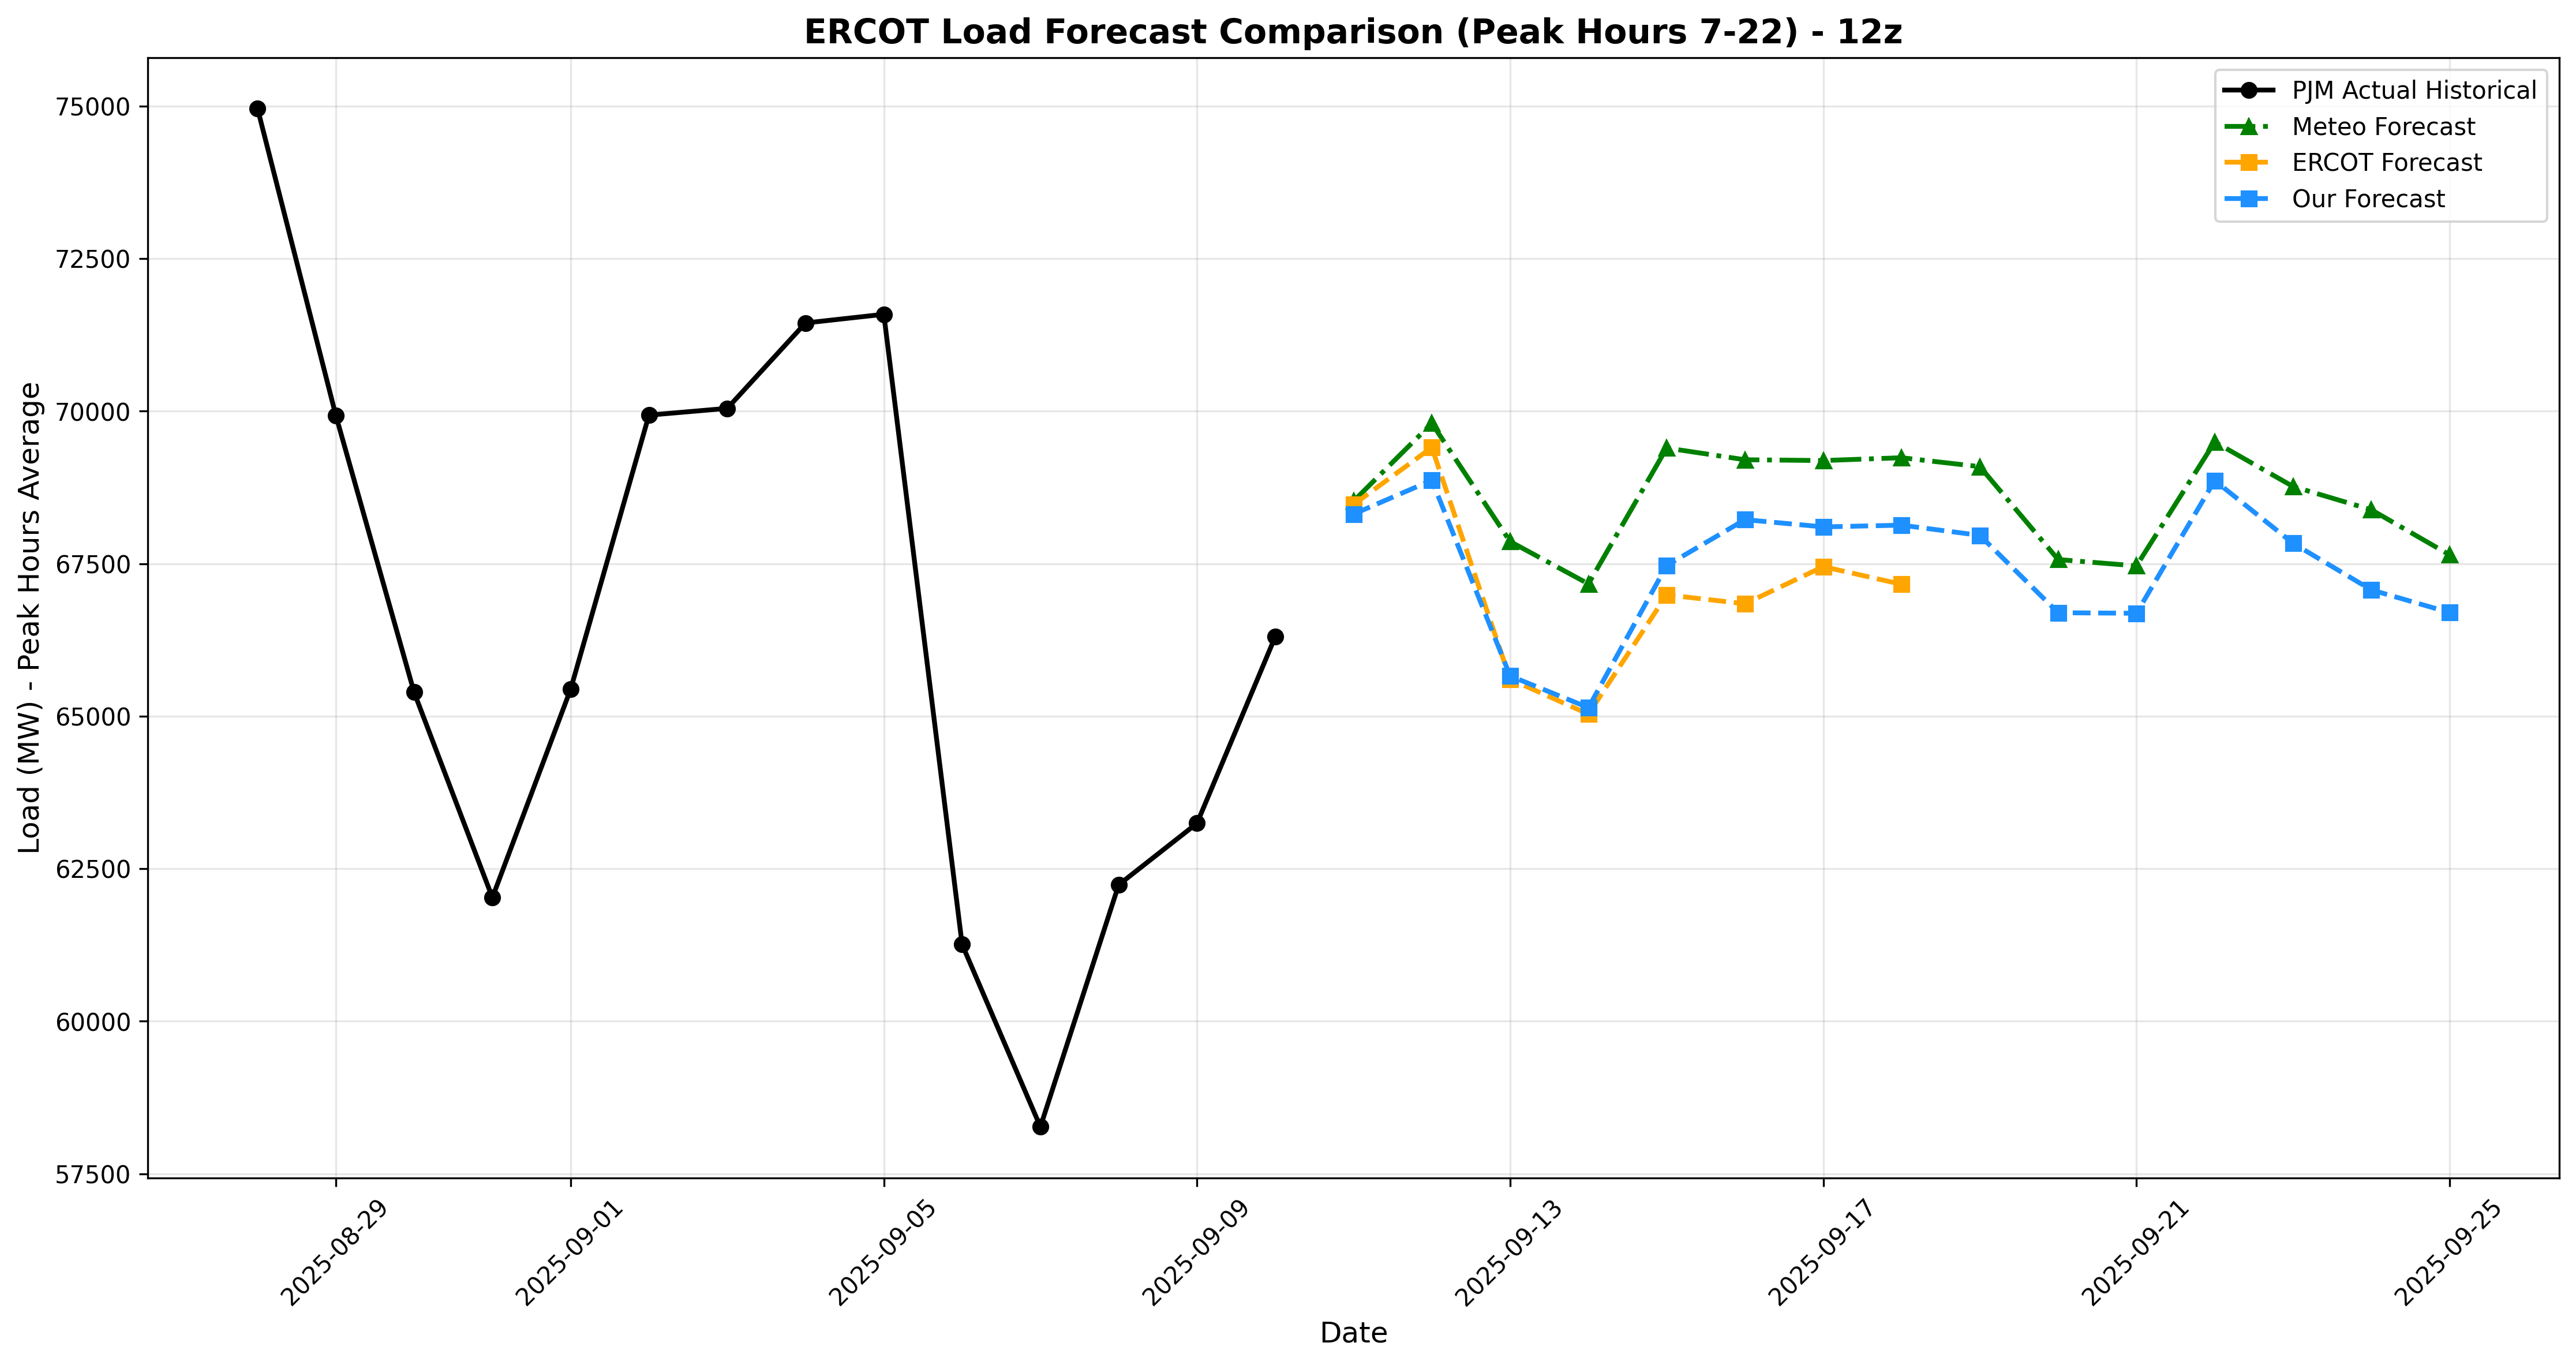 ERCOT Load Forecast Comparison (Peak Hours 7-22) - 12z
PJM Actual Historical
Meteo Forecast
ERCOT Forecast
Our Forecast
Load (MW) - Peak Hours Average
75000
72500
70000
67500
65000
62500
60000
57500
2025-08-29
2025-09-01
2025-09-05
2025-09-09
2025-09-13
2025-09-17
2025-09-21
2025-09-25
Date